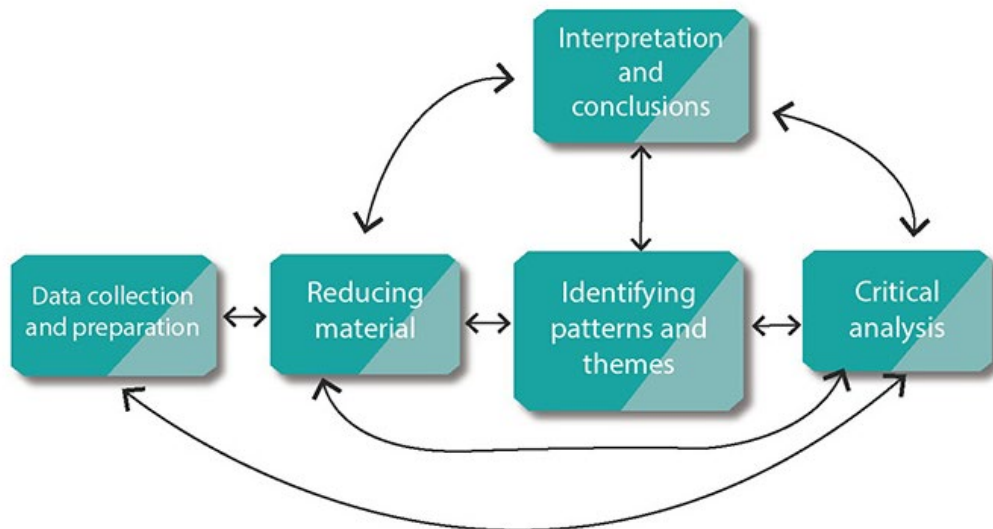 Interpretation
and
conclusions
Data collection
and preparation
Reducing
material
Identifying
patterns and
themes
Critical
analysis